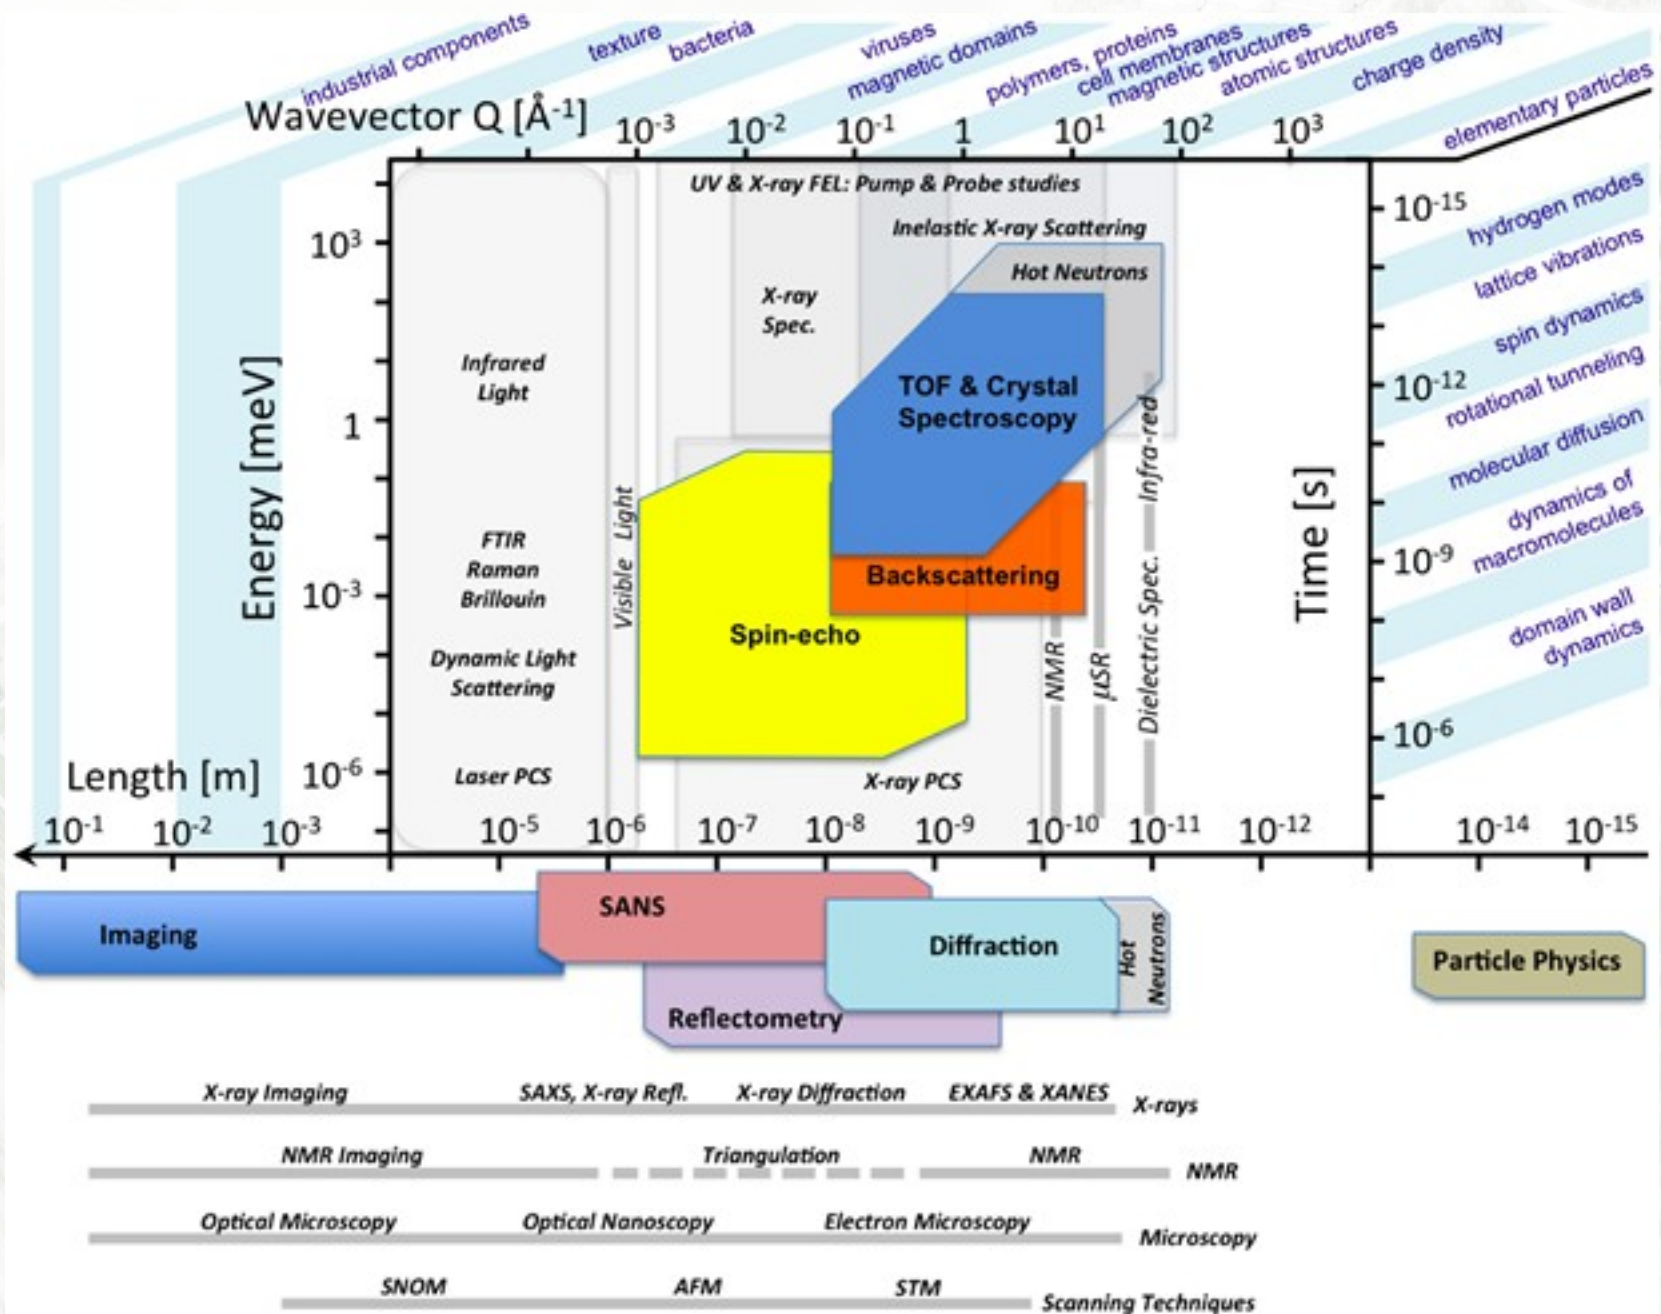 industrial components
texture
bacteria
viruses
magnetic domains
polymers, proteins
cell membranes
magnetic structures
atomic structures
charge density
elementary particles
Wavevector Q [Å-1]
10-3 10-2 10-1 1 101 102 103
UV & X-ray FEL: Pump & Probe studies
Inelastic X-ray Scattering
Hot Neutrons
X-ray
Spec.
Infrared
Light
TOF & Crystal
Spectroscopy
Energy [meV]
103
1
10-3
10-6
FTIR
Raman
Brillouin
Dynamic Light
Scattering
Laser PCS
Visible Light
Backscattering
Spin-echo
X-ray PCS
NMR
μSR
Dielectric Spec.
Infra-red
Time [s]
10-15
10-12
10-9
10-6
hydrogen modes
lattice vibrations
spin dynamics
rotational tunneling
molecular diffusion
dynamics of
macromolecules
domain wall
dynamics
Length [m]
10-1 10-2 10-3 10-5 10-6 10-7 10-8 10-9 10-10 10-11 10-12 10-14 10-15
Imaging
SANS
Diffraction
Hot
Neutrons
Particle Physics
Reflectometry
X-ray Imaging SAXS, X-ray Refl. X-ray Diffraction EXAFS & XANES X-rays
NMR Imaging Triangulation NMR NMR
Optical Microscopy Optical Nanoscopy Electron Microscopy Microscopy
SNOM AFM STM Scanning Techniques